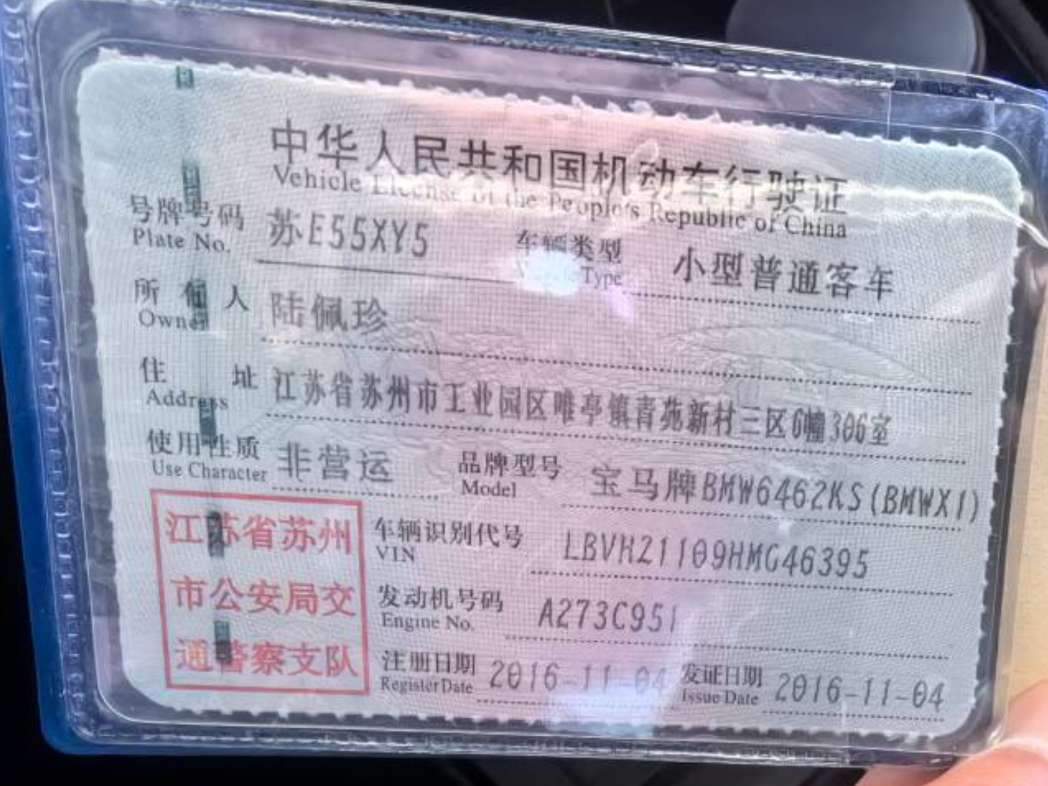 中华人民共和国机动车行驶证
Vehicle License of the People's Republic of China
号牌号码 苏E55XY5 车辆类型 小型普通客车
Plate No. Type
所有人 陆佩珍
Owner
住址 江苏省苏州市工业园区唯亭镇青苑新村三区6幢306室
Address
使用性质 非营运 品牌型号 宝马牌BMW6462KS(BMWX1)
Use Character Model
江苏省苏州 车辆识别代号
VIN
市公安局交 发动机号码 A273C951
Engine No.
通警察支队 注册日期 2016-11-04 发证日期 2016-11-04
Register Date Issue Date